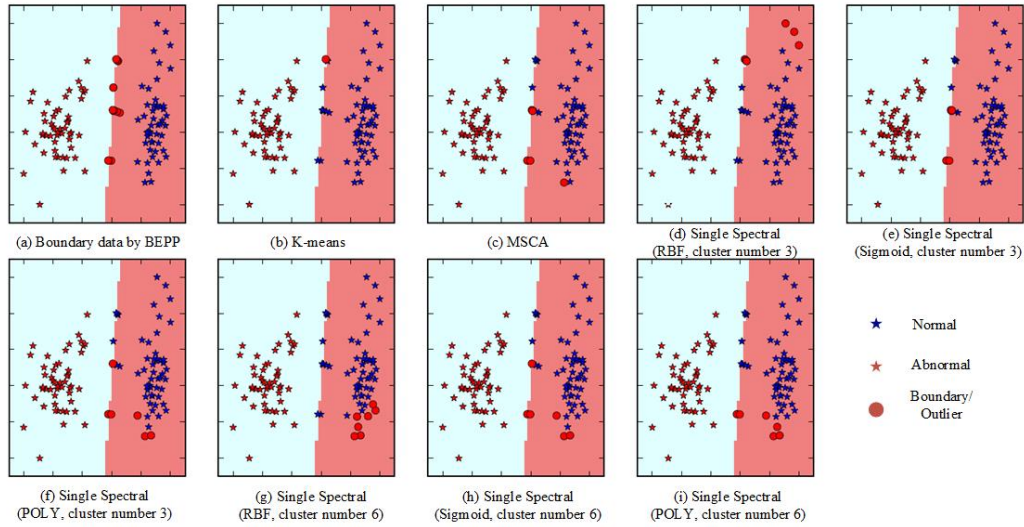 (a) Boundary data by BEPP
(b) K-means
(c) MSCA
(d) Single Spectral
(RBF, cluster number 3)
(e) Single Spectral
(Sigmoid, cluster number 3)
Normal
Abnormal
Boundary/
Outlier
(f) Single Spectral
(POLY, cluster number 3)
(g) Single Spectral
(RBF, cluster number 6)
(h) Single Spectral
(Sigmoid, cluster number 6)
(i) Single Spectral
(POLY, cluster number 6)